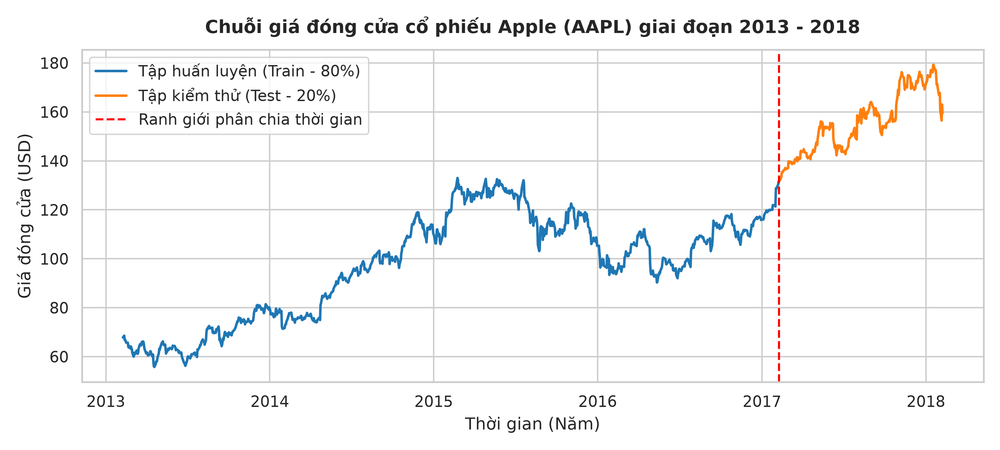 Chuỗi giá đóng cửa cổ phiếu Apple (AAPL) giai đoạn 2013 - 2018
Tập huấn luyện (Train - 80%)
Tập kiểm thử (Test - 20%)
Ranh giới phân chia thời gian
Giá đóng cửa (USD)
180
160
140
120
100
80
60
2013 2014 2015 2016 2017 2018
Thời gian (Năm)